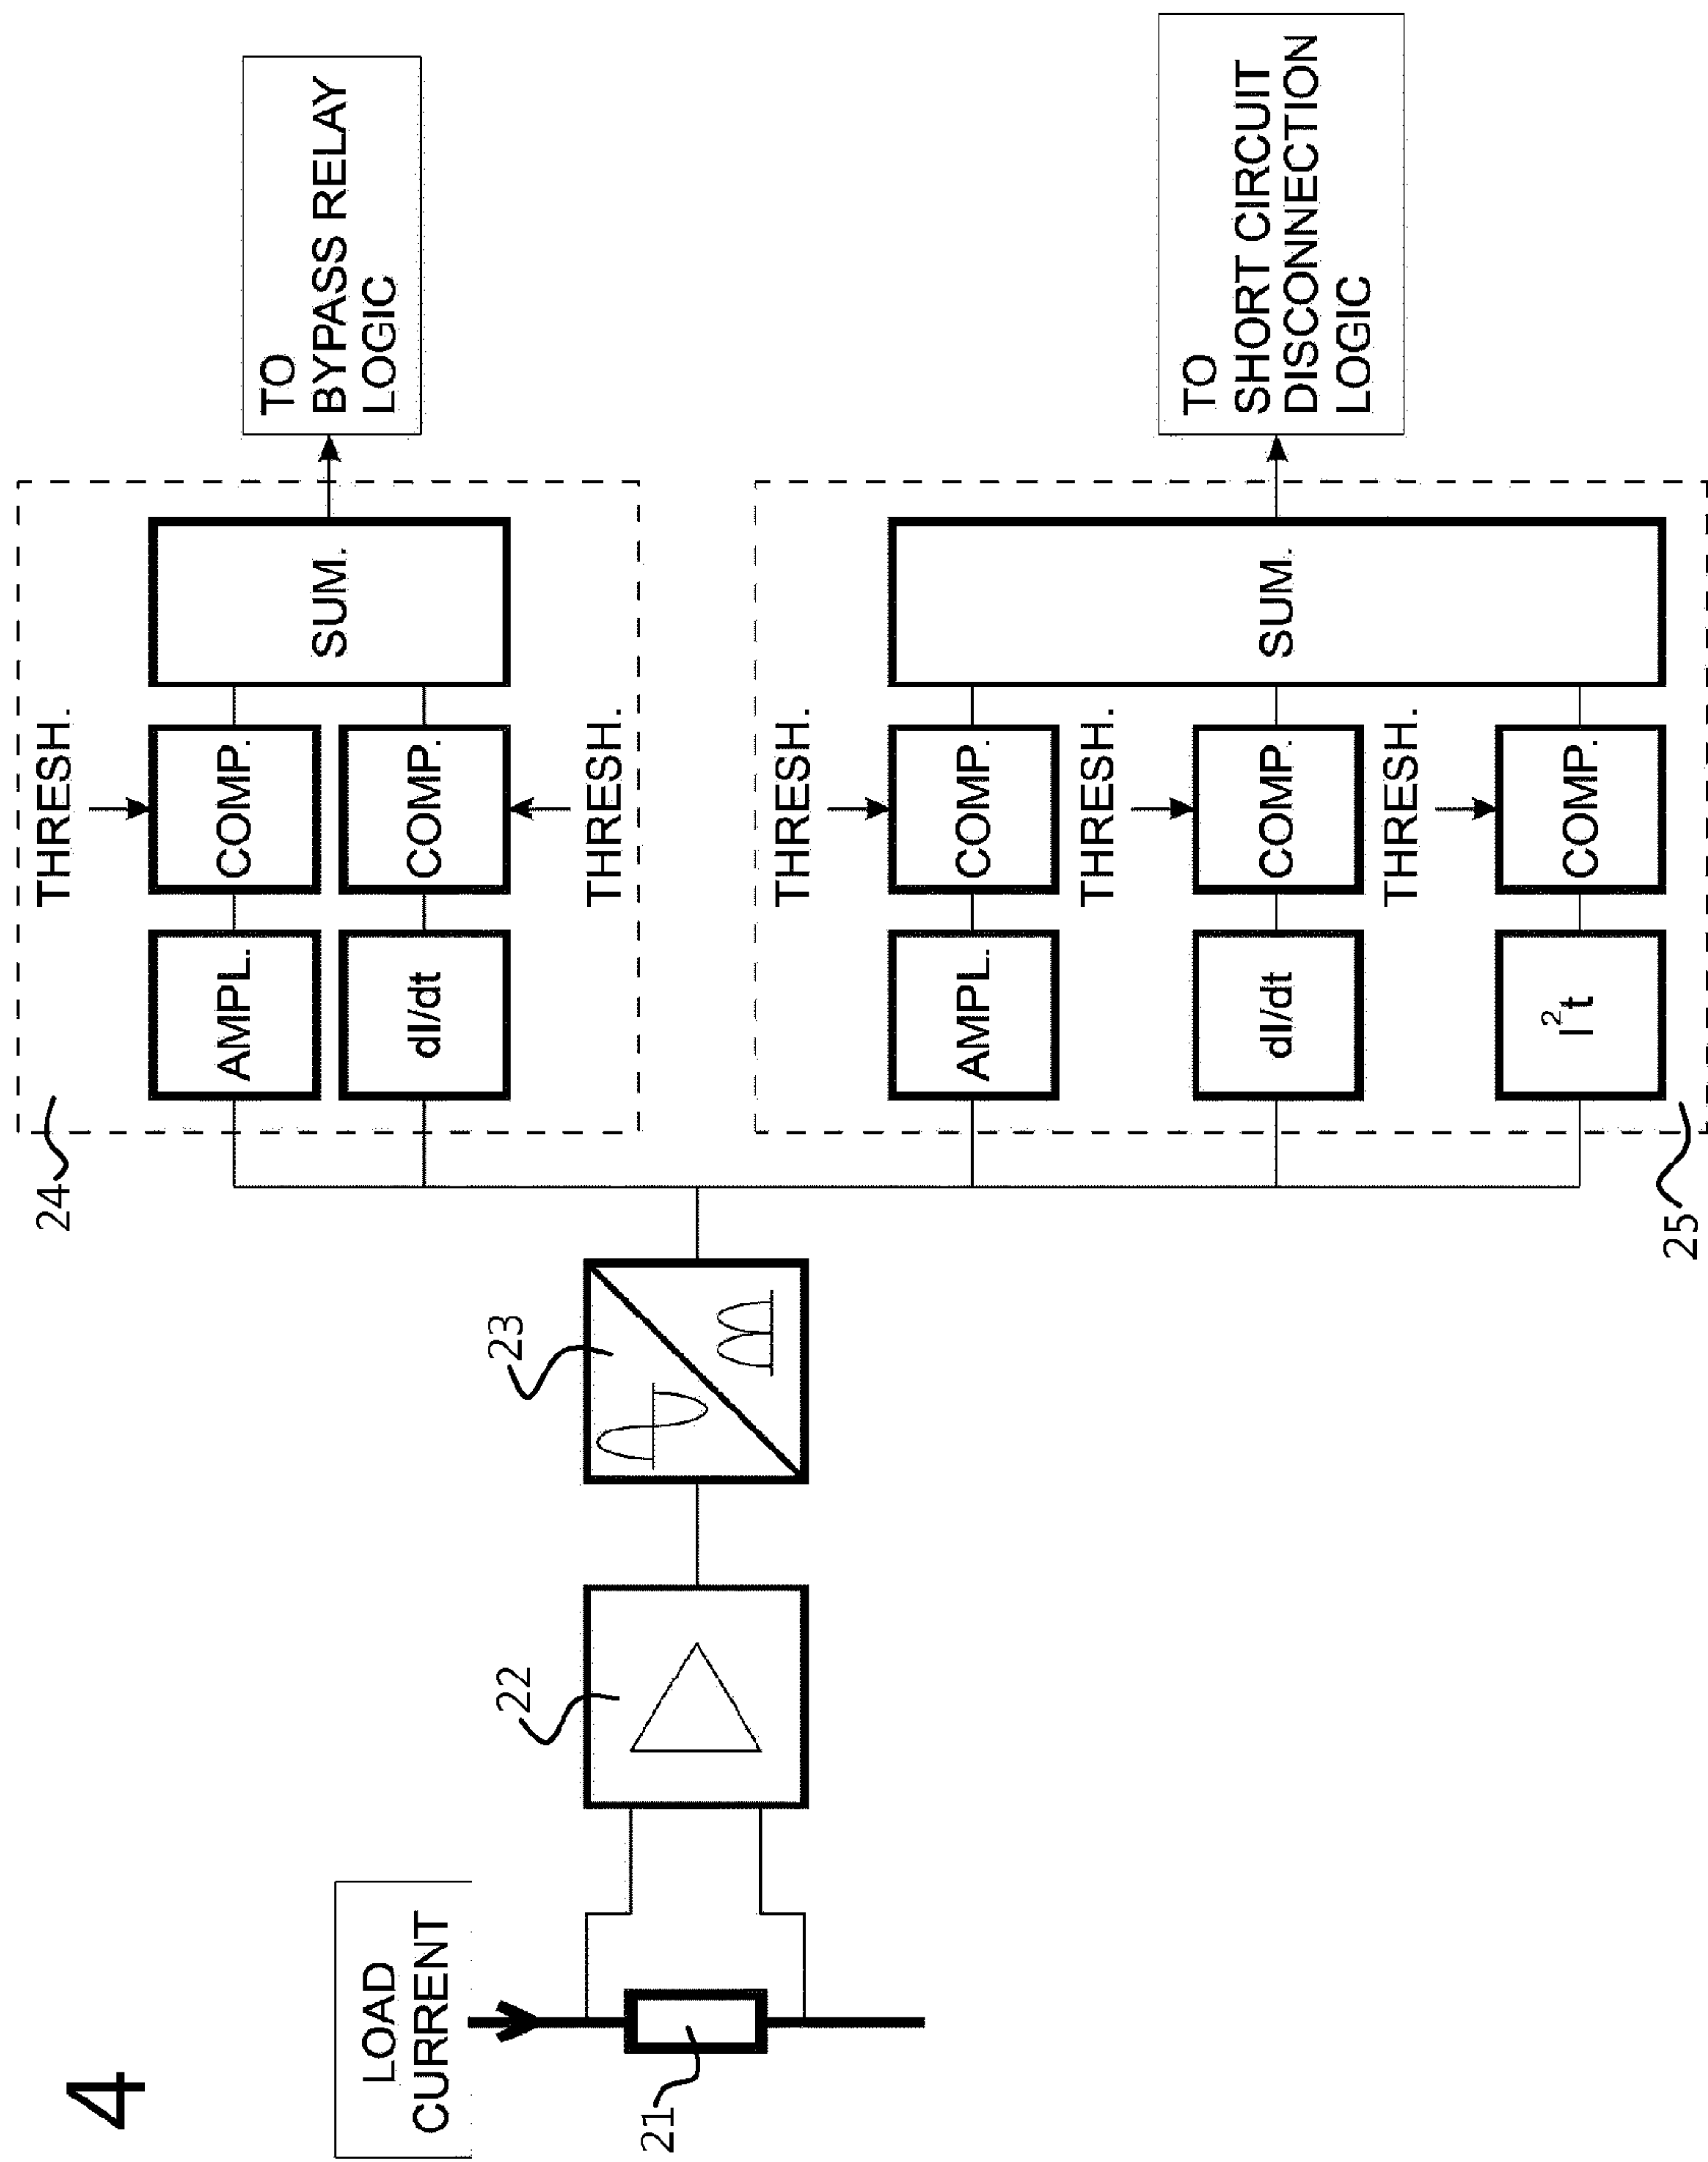 4
LOAD
CURRENT
21
22
23
24
THRESH.
AMPL.
COMP.
SUM.
dI/dt
COMP.
THRESH.
TO
BYPASS RELAY
LOGIC
25
THRESH.
AMPL.
COMP.
THRESH.
dI/dt
COMP.
SUM.
THRESH.
I²t
COMP.
TO
SHORT CIRCUIT
DISCONNECTION
LOGIC